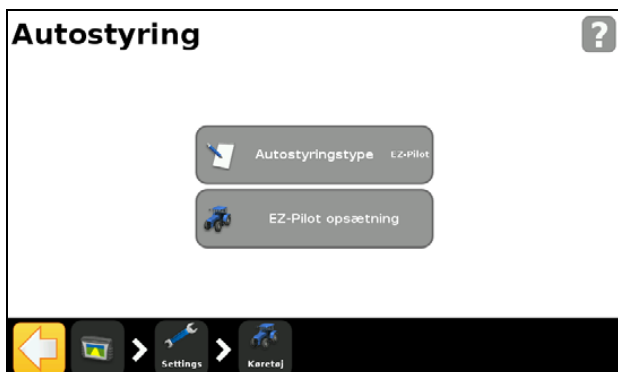 Autostyring
?
Autostyringstype EZ-Pilot
EZ-Pilot opsætning
Settings
Køretøj